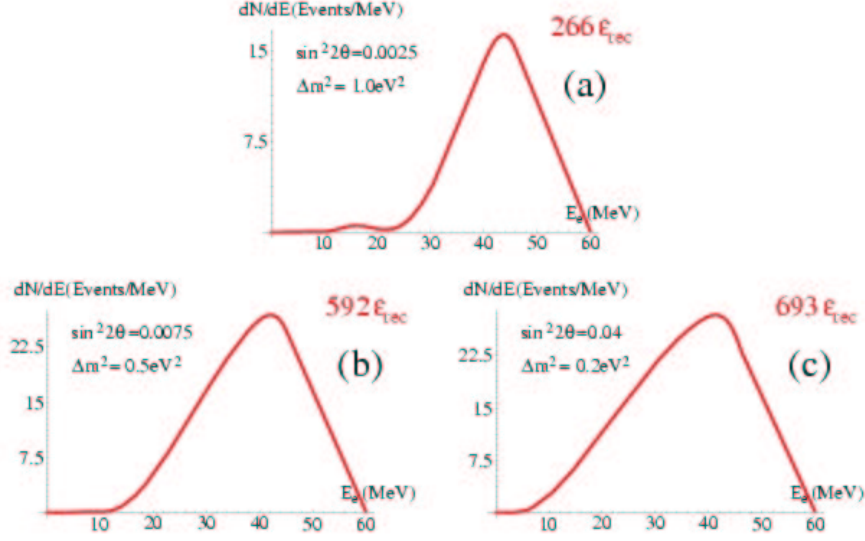 dN/dE(Events/MeV)
266 ε_rec
15
sin²2θ=0.0025
Δm²= 1.0eV²
(a)
7.5
E_e(MeV)
10 20 30 40 50 60
dN/dE(Events/MeV)
592 ε_rec
sin²2θ=0.0075
22.5
Δm²= 0.5eV²
(b)
15
7.5
E_e(MeV)
10 20 30 40 50 60
dN/dE(Events/MeV)
693 ε_rec
sin²2θ=0.04
22.5
Δm²= 0.2eV²
(c)
15
7.5
E_e(MeV)
10 20 30 40 50 60